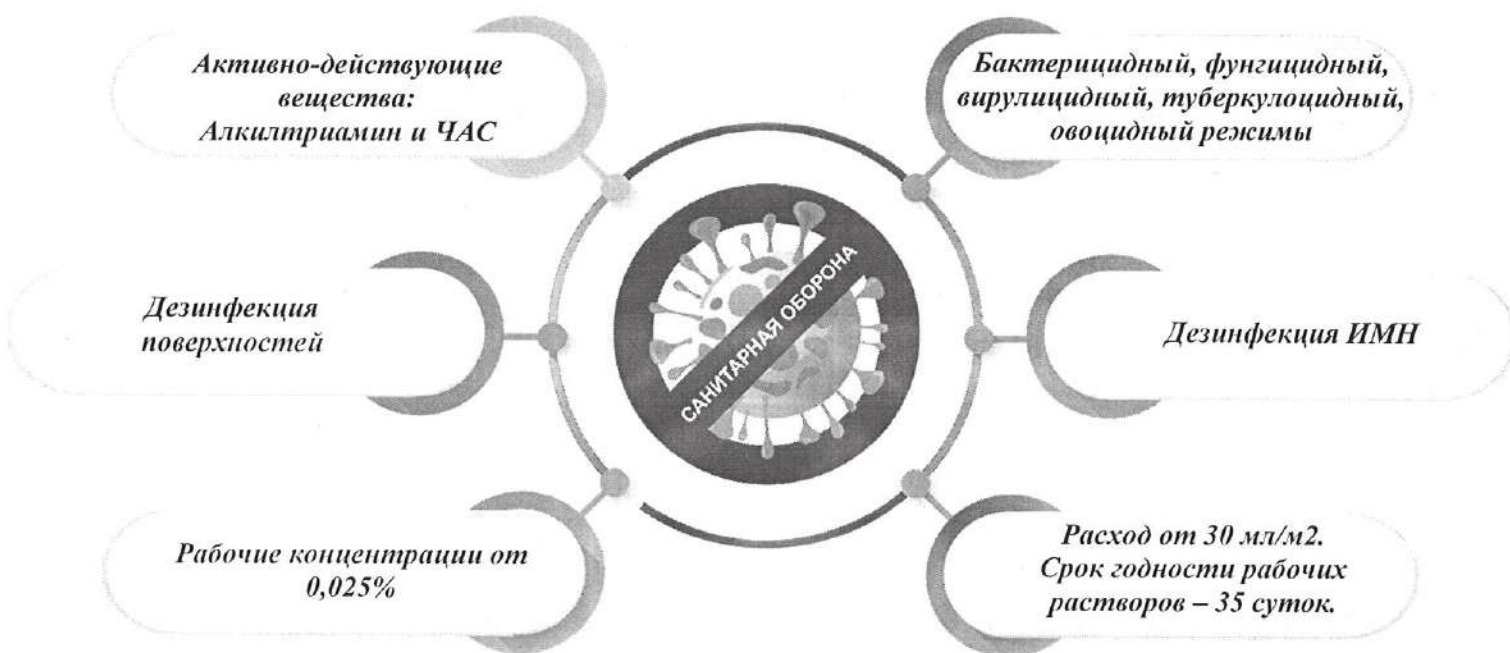 Активно-действующие
вещества:
Алкилтриамин и ЧАС
Бактерицидный, фунгицидный,
вирулицидный, туберкулоцидный,
овоцидный режимы
Дезинфекция
поверхностей
САНИТАРНАЯ ОБОРОНА
Дезинфекция ИМН
Рабочие концентрации от
0,025%
Расход от 30 мл/м2.
Срок годности рабочих
растворов – 35 суток.